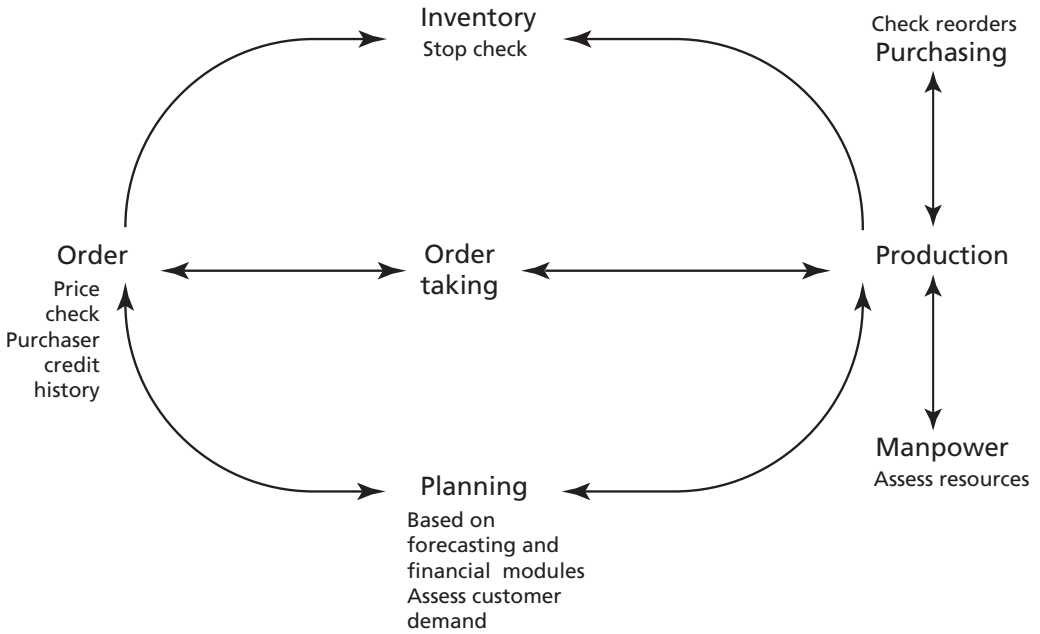 Inventory
Stop check
Check reorders
Purchasing
Order
Price
check
Purchaser
credit
history
Order
taking
Production
Manpower
Assess resources
Planning
Based on
forecasting and
financial modules
Assess customer
demand